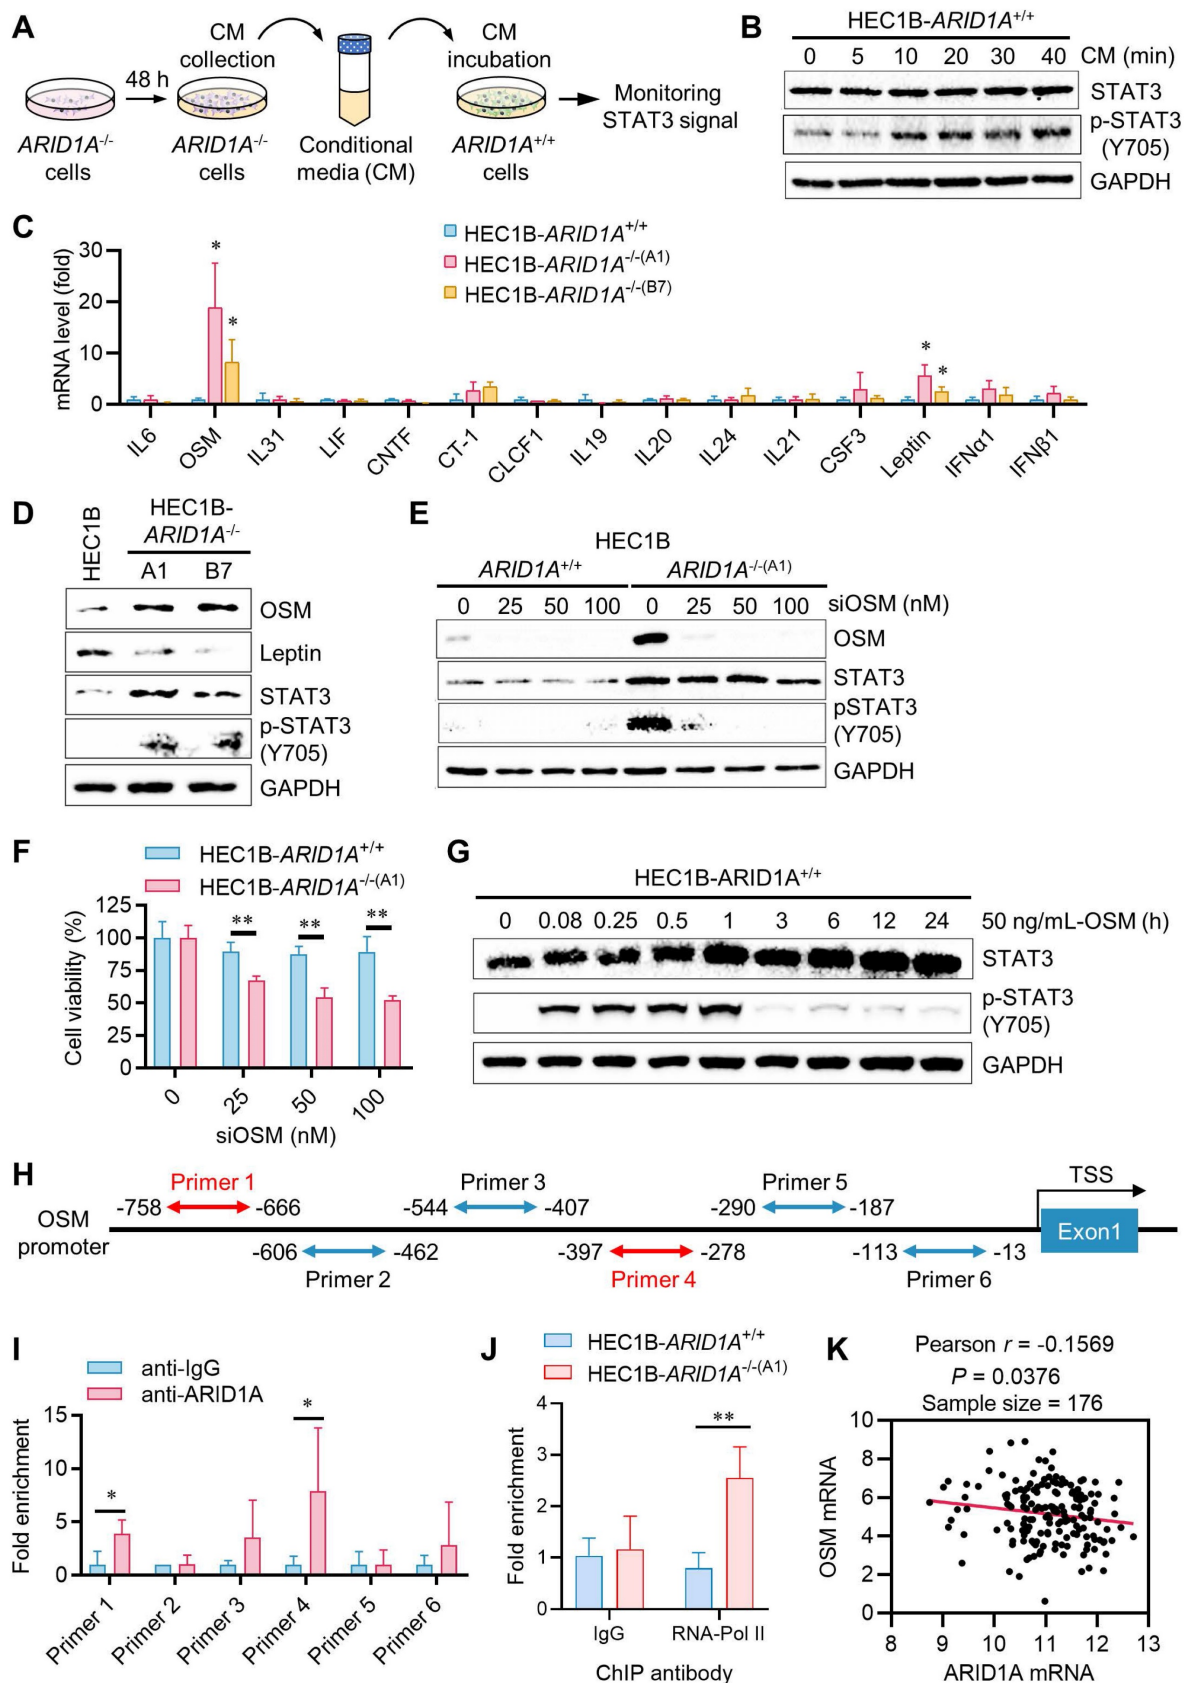 A
CM
collection
CM
incubation
48 h
Monitoring
STAT3 signal
ARID1A-/-
cells
ARID1A-/-
cells
Conditional
media (CM)
ARID1A+/+
cells
B
HEC1B-ARID1A+/+
0 5 10 20 30 40 CM (min)
STAT3
p-STAT3
(Y705)
GAPDH
C
mRNA level (fold)
30
20
10
0
HEC1B-ARID1A+/+
HEC1B-ARID1A-/-(A1)
HEC1B-ARID1A-/-(B7)
*
*
*
*
IL6 OSM IL31 LIF CNTF CT-1 CLCF1 IL19 IL20 IL24 IL21 CSF3 Leptin IFNα1 IFNβ1
D
HEC1B
HEC1B-
ARID1A-/-
A1 B7
OSM
Leptin
STAT3
p-STAT3
(Y705)
GAPDH
E
HEC1B
ARID1A+/+ ARID1A-/-(A1)
0 25 50 100 0 25 50 100 siOSM (nM)
OSM
STAT3
pSTAT3
(Y705)
GAPDH
F
HEC1B-ARID1A+/+
HEC1B-ARID1A-/-(A1)
Cell viability (%)
125
100
75
50
25
0
** ** **
0 25 50 100
siOSM (nM)
G
HEC1B-ARID1A+/+
0 0.08 0.25 0.5 1 3 6 12 24 50 ng/mL-OSM (h)
STAT3
p-STAT3
(Y705)
GAPDH
H
Primer 1 Primer 3 Primer 5 TSS
-758 -666 -544 -407 -290 -187
OSM
promoter
Exon1
-606 -462 -397 -278 -113 -13
Primer 2 Primer 4 Primer 6
I
anti-IgG
anti-ARID1A
Fold enrichment
15
10
5
0
* *
Primer 1 Primer 2 Primer 3 Primer 4 Primer 5 Primer 6
J
HEC1B-ARID1A+/+
HEC1B-ARID1A-/-(A1)
Fold enrichment
4
3
2
1
0
**
IgG RNA-Pol II
ChIP antibody
K
Pearson r = -0.1569
P = 0.0376
Sample size = 176
OSM mRNA
10
8
6
4
2
0
8 9 10 11 12 13
ARID1A mRNA